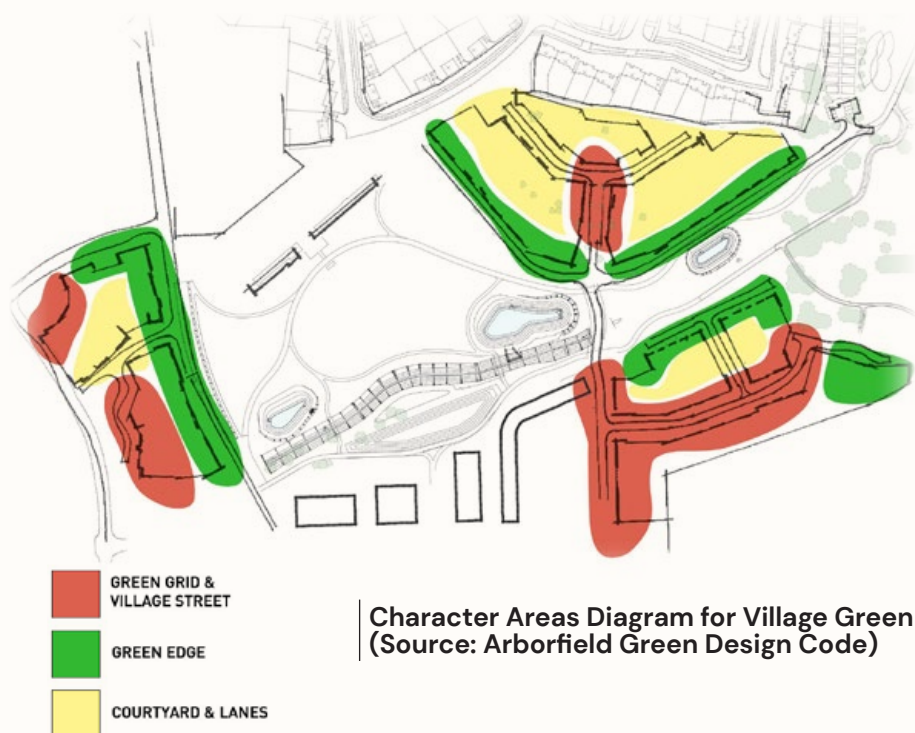 GREEN GRID &
VILLAGE STREET
GREEN EDGE
COURTYARD & LANES
Character Areas Diagram for Village Green
(Source: Arborfield Green Design Code)